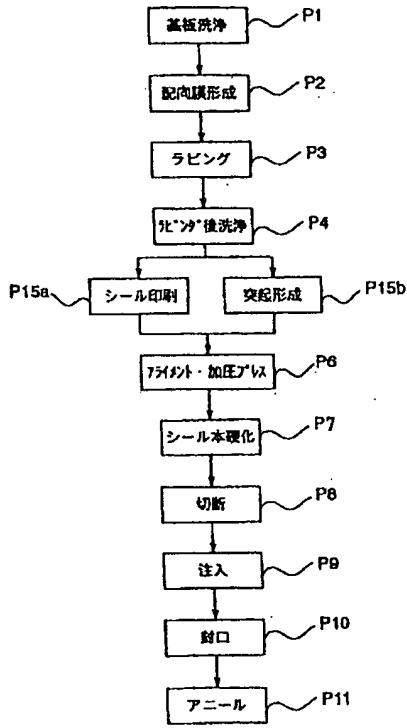 基板洗浄 P1
配向膜形成 P2
ラビング P3
ﾗﾋﾞﾝｸﾞ後洗浄 P4
P15a シール印刷 突起形成 P15b
ｱﾗｲﾒﾝﾄ・加圧ﾌﾟﾚｽ P6
シール本硬化 P7
切断 P8
注入 P9
封口 P10
アニール P11